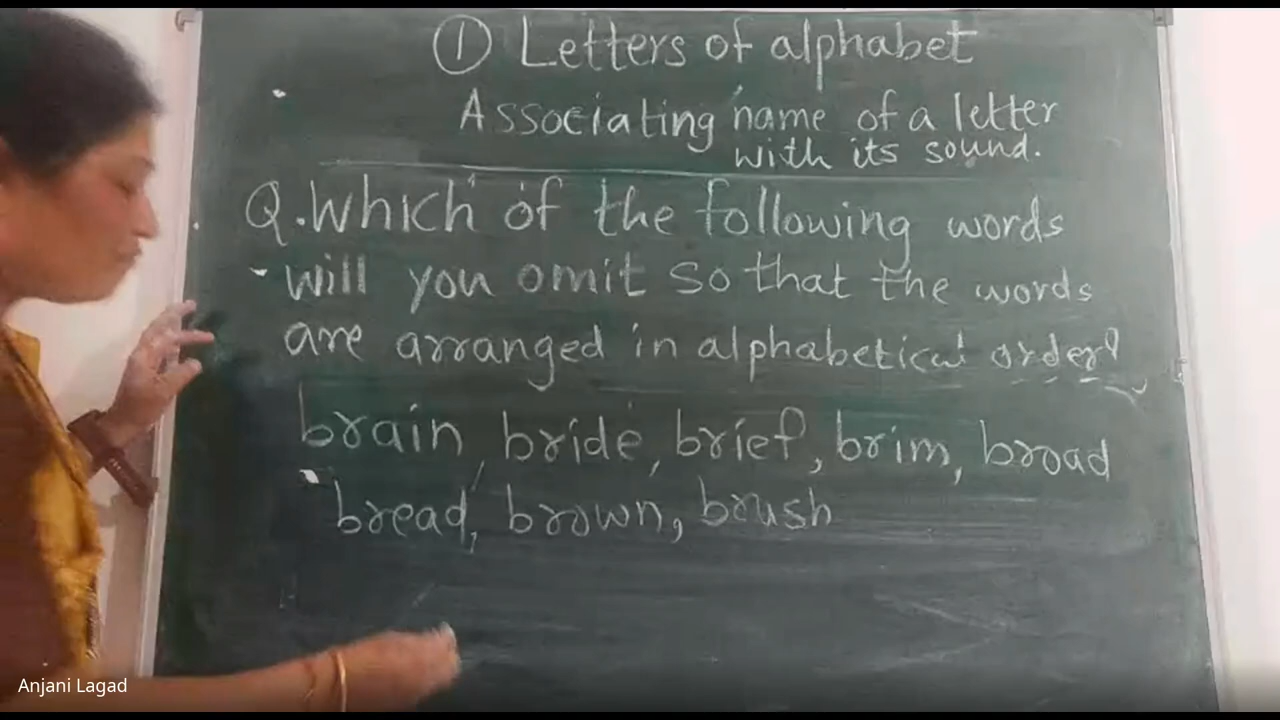 ① Letters of alphabet
Associating name of a letter
with its sound.
Q. Which of the following words
will you omit so that the words
are arranged in alphabetical order?
brain, bride, brief, brim, broad
bread, brown, brush
Anjani Lagad